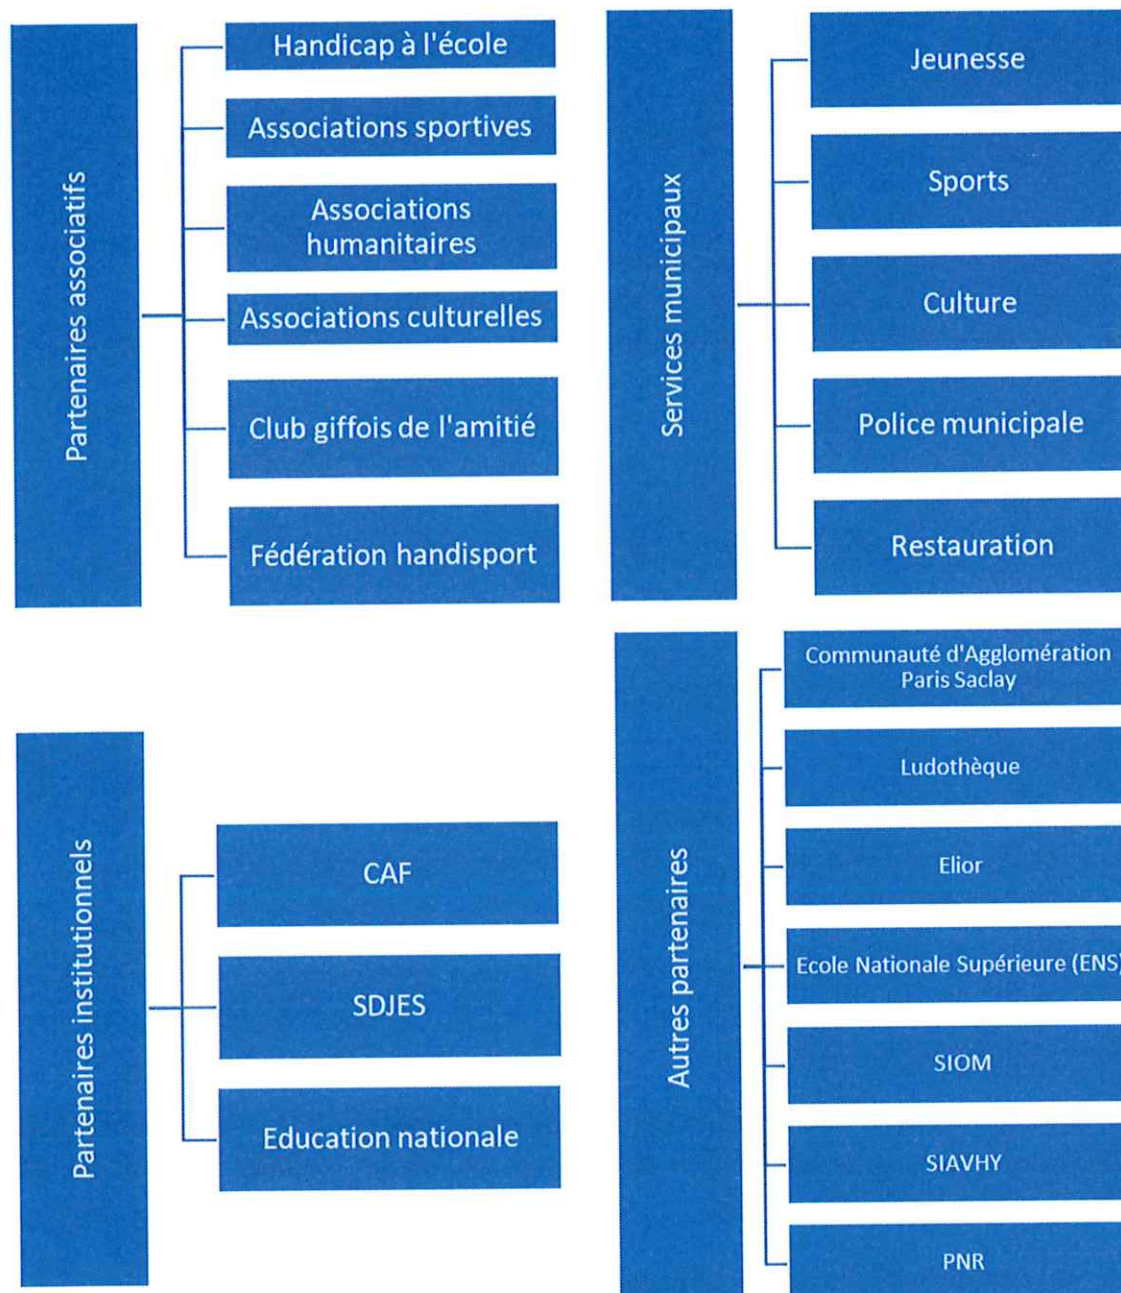 Partenaires associatifs
Handicap à l'école
Associations sportives
Associations
humanitaires
Associations culturelles
Club giffois de l'amitié
Fédération handisport
Services municipaux
Jeunesse
Sports
Culture
Police municipale
Restauration
Partenaires institutionnels
CAF
SDJES
Education nationale
Autres partenaires
Communauté d'Agglomération
Paris Saclay
Ludothèque
Elior
Ecole Nationale Supérieure (ENS)
SIOM
SIAVHY
PNR